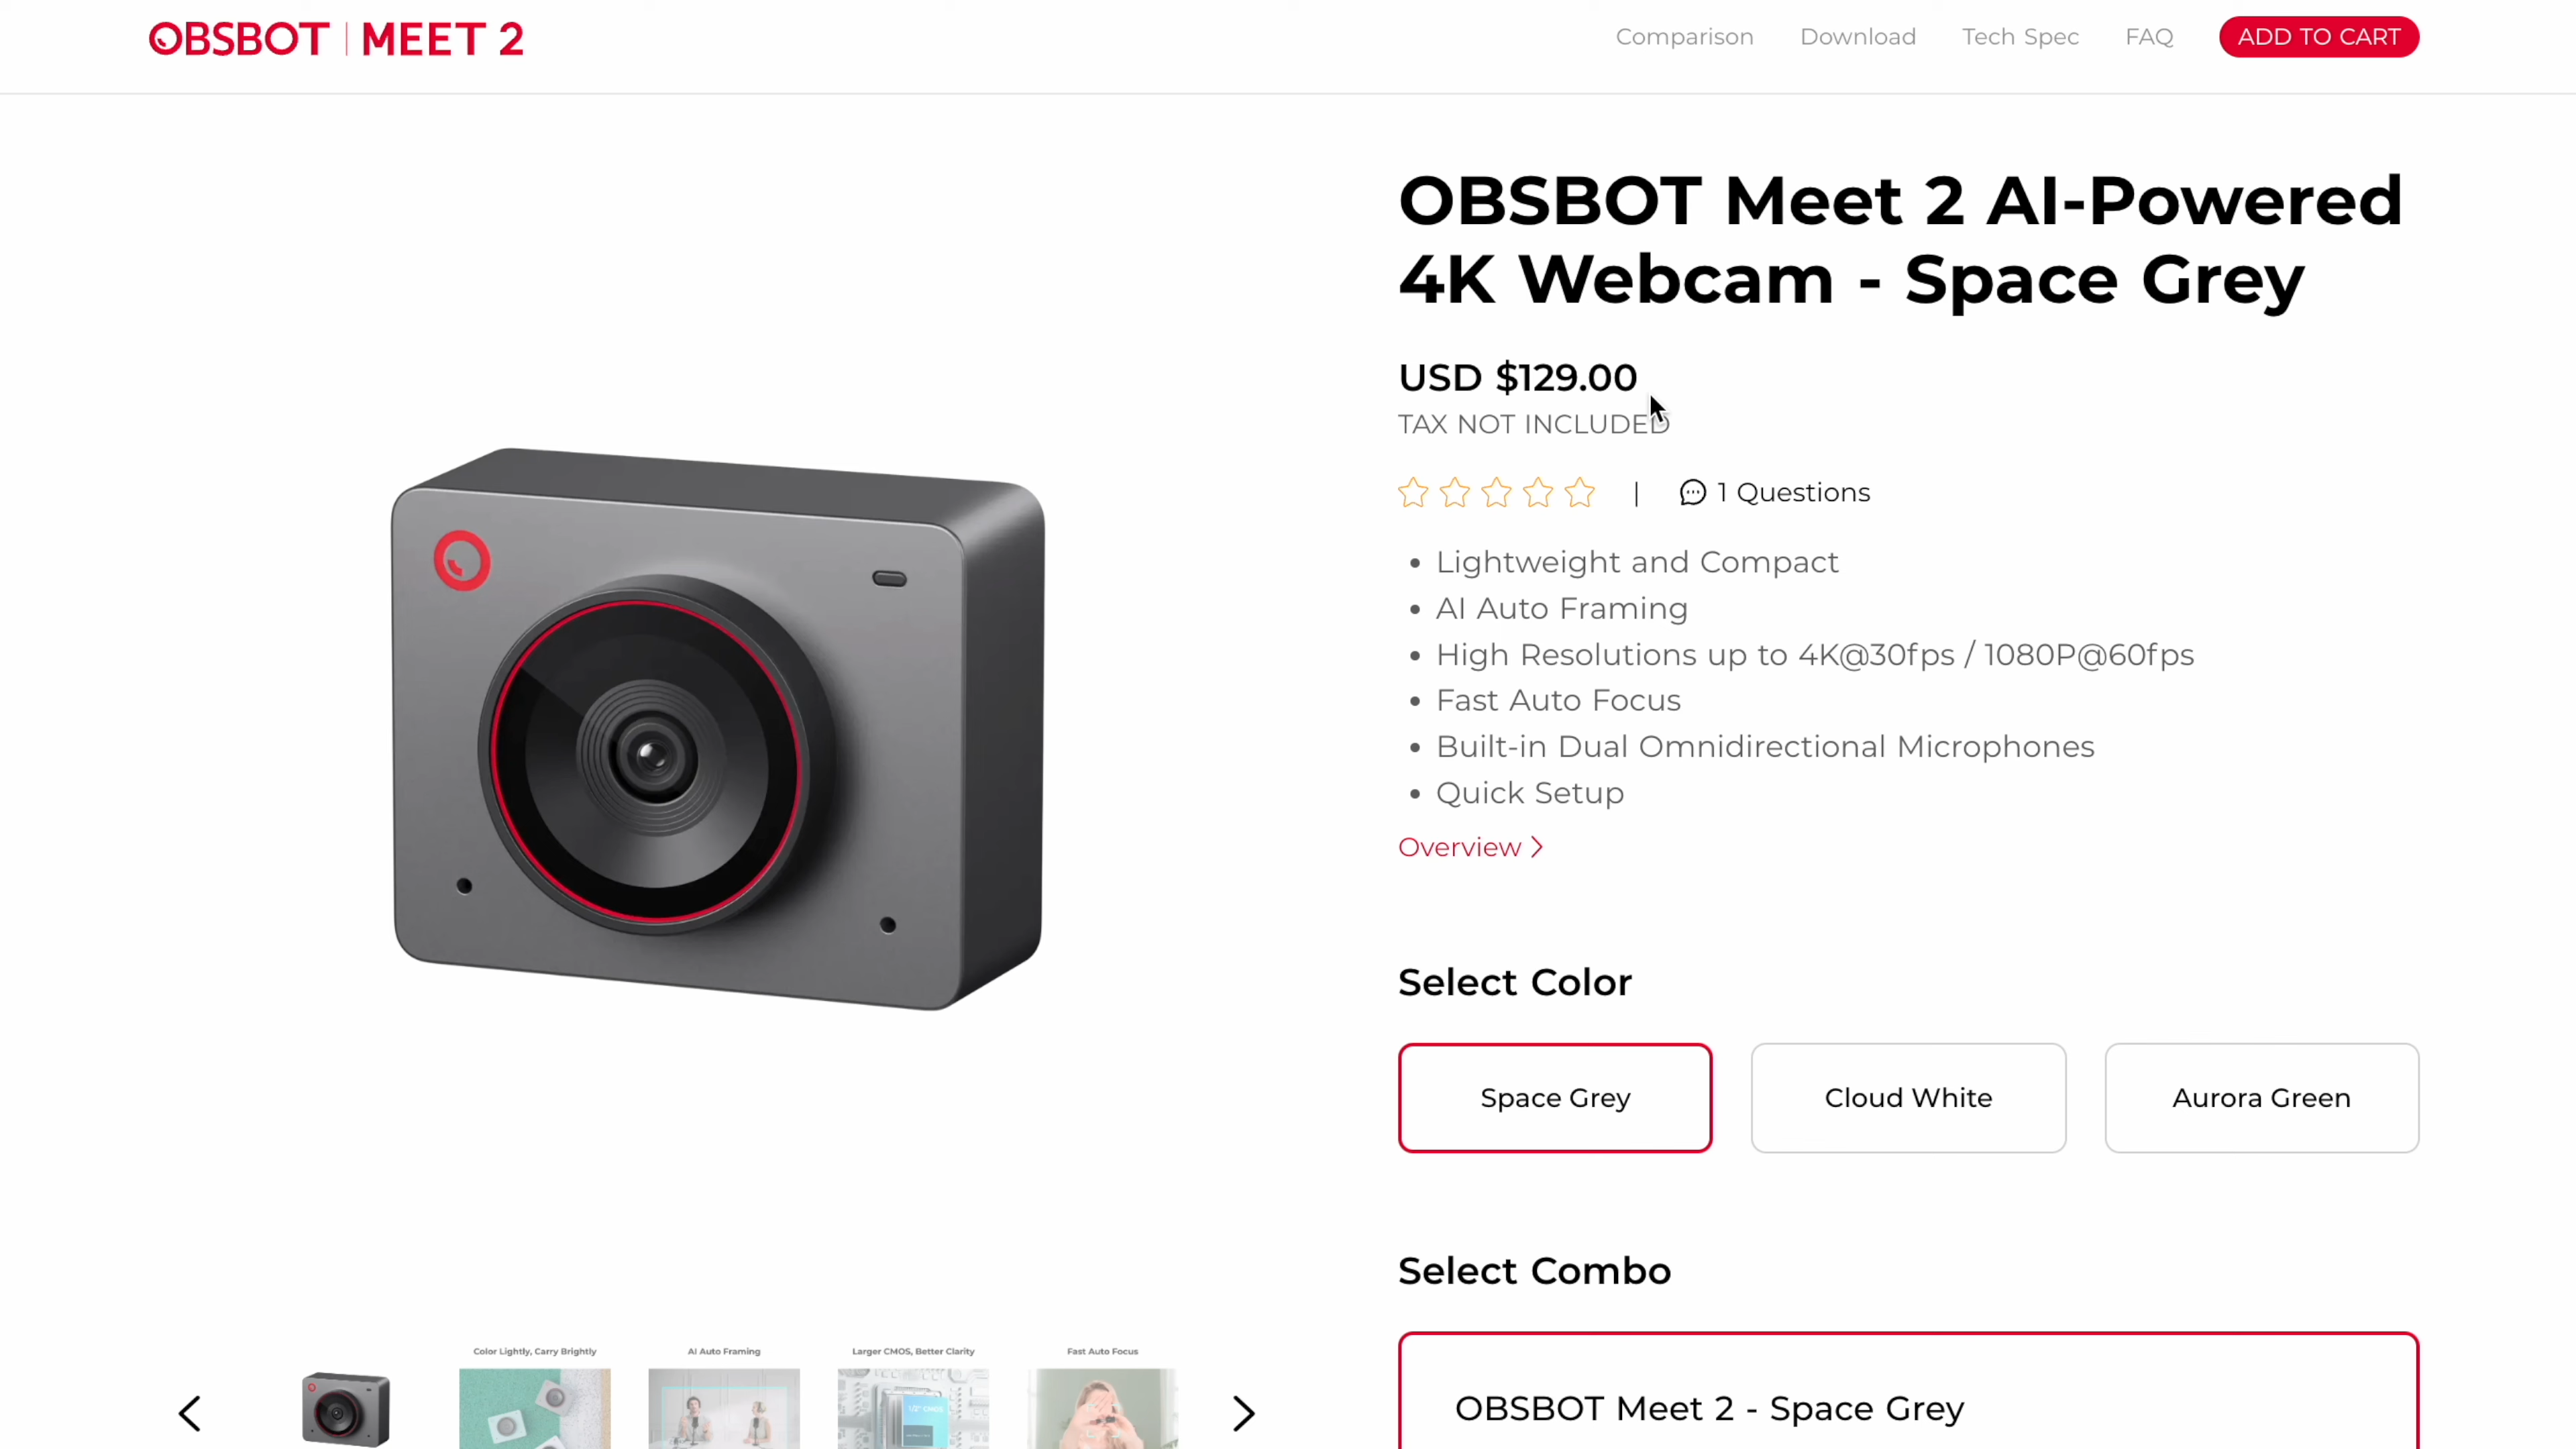 OBSBOT | MEET 2
Comparison
Download
Tech Spec
FAQ
ADD TO CART
OBSBOT Meet 2 AI-Powered
4K Webcam - Space Grey
USD $129.00
TAX NOT INCLUDED
| 1 Questions
• Lightweight and Compact
• AI Auto Framing
• High Resolutions up to 4K@30fps / 1080P@60fps
• Fast Auto Focus
• Built-in Dual Omnidirectional Microphones
• Quick Setup
Overview >
Select Color
Space Grey
Cloud White
Aurora Green
Select Combo
OBSBOT Meet 2 - Space Grey
Color Lightly, Carry Brightly
AI Auto Framing
Larger CMOS, Better Clarity
Fast Auto Focus
1/2" CMOS